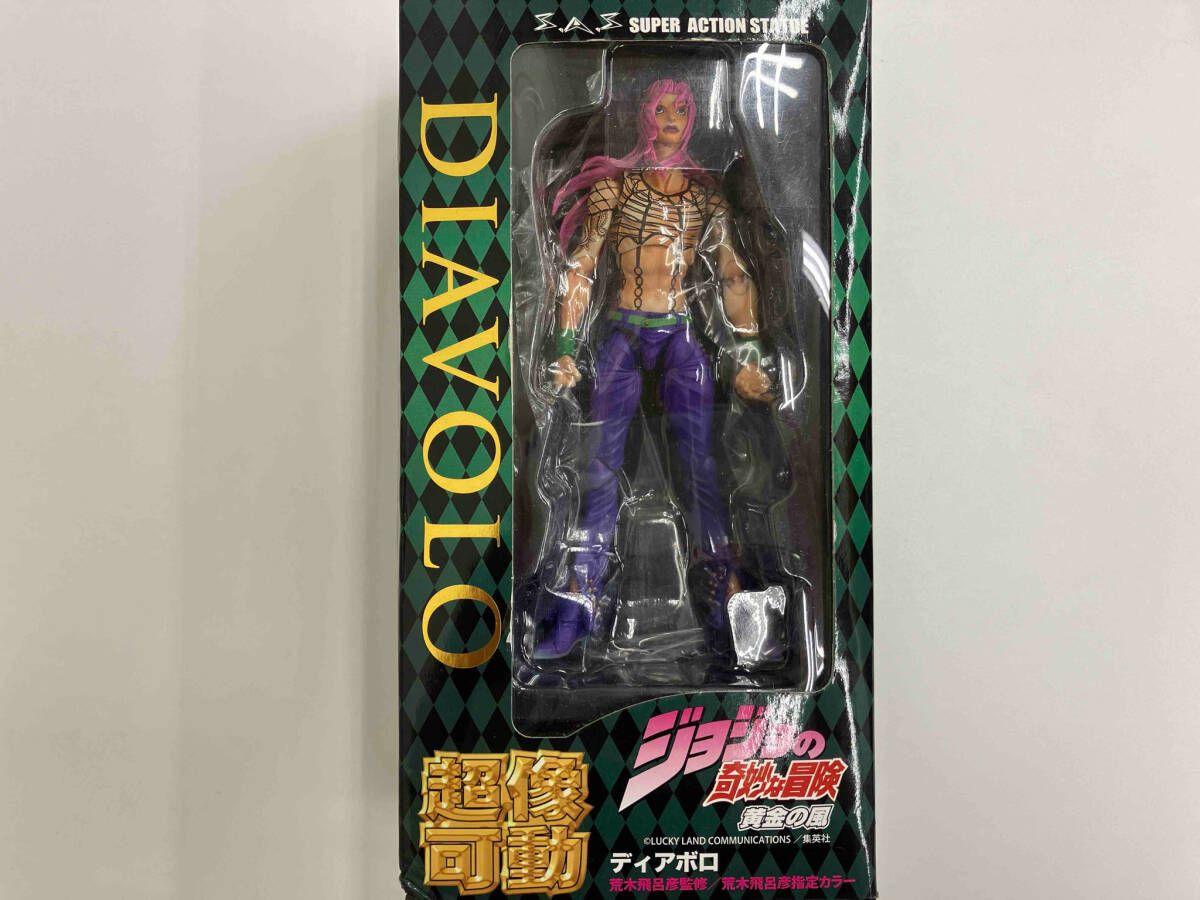 S.A.S SUPER ACTION STATUE
DIAVOLO
ジョジョの
奇妙な冒険
黄金の風
©LUCKY LAND COMMUNICATIONS／集英社
超像
可動
ディアボロ
荒木飛呂彦監修／荒木飛呂彦指定カラー